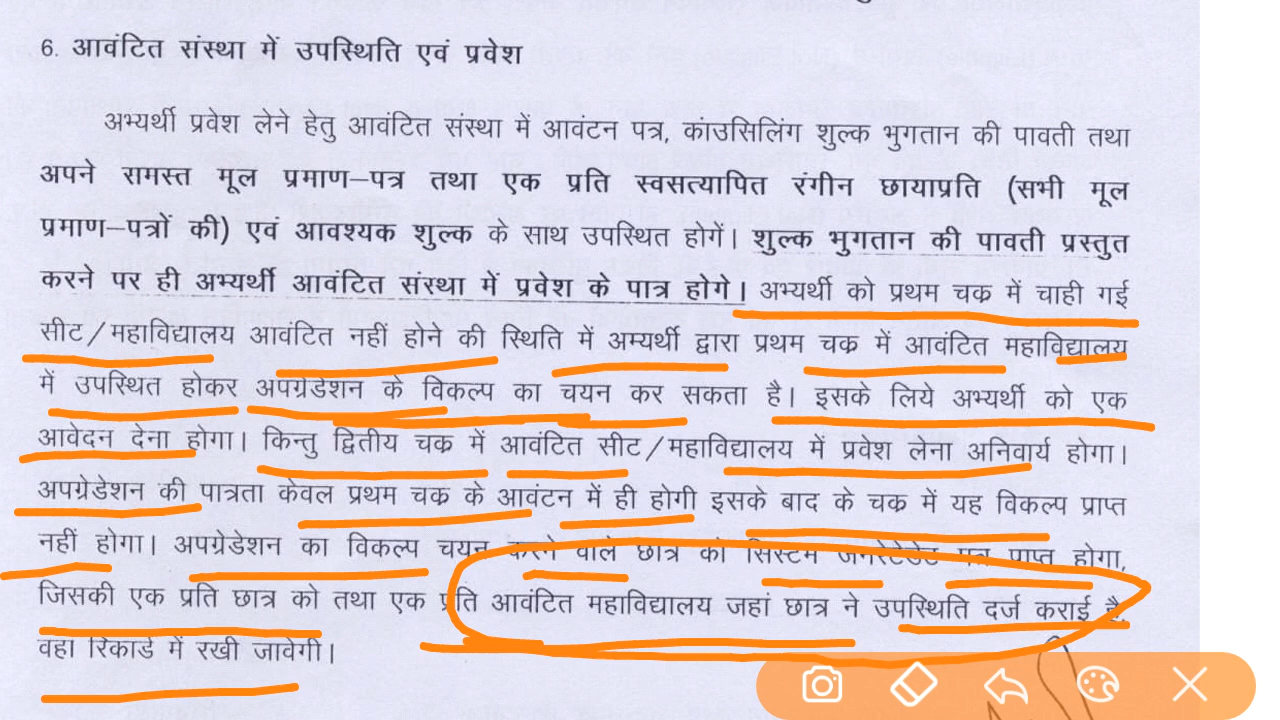 6. आवंटित संस्था में उपस्थिति एवं प्रवेश
अभ्यर्थी प्रवेश लेने हेतु आवंटित संस्था में आवंटन पत्र, कांउसिलिंग शुल्क भुगतान की पावती तथा
अपने रामस्त मूल प्रमाण–पत्र तथा एक प्रति स्वसत्यापित रंगीन छायाप्रति (सभी मूल
प्रमाण–पत्रों की) एवं आवश्यक शुल्क के साथ उपस्थित होगें। शुल्क भुगतान की पावती प्रस्तुत
करने पर ही अभ्यर्थी आवंटित संस्था में प्रवेश के पात्र होगे। अभ्यर्थी को प्रथम चक्र में चाही गई
सीट/महाविद्यालय आवंटित नहीं होने की स्थिति में अभ्यर्थी द्वारा प्रथम चक्र में आवंटित महाविद्यालय
में उपस्थित होकर अपग्रेडेशन के विकल्प का चयन कर सकता है। इसके लिये अभ्यर्थी को एक
आवेदन देना होगा। किन्तु द्वितीय चक्र में आवंटित सीट/महाविद्यालय में प्रवेश लेना अनिवार्य होगा।
अपग्रेडेशन की पात्रता केवल प्रथम चक्र के आवंटन में ही होगी इसके बाद के चक्र में यह विकल्प प्राप्त
नहीं होगा। अपग्रेडेशन का विकल्प चयन करने वाले छात्र को सिस्टम जनरेटेडेट पत्र प्राप्त होगा,
जिसकी एक प्रति छात्र को तथा एक प्रति आवंटित महाविद्यालय जहां छात्र ने उपस्थिति दर्ज कराई है,
वहा रिकार्ड में रखी जावेगी।